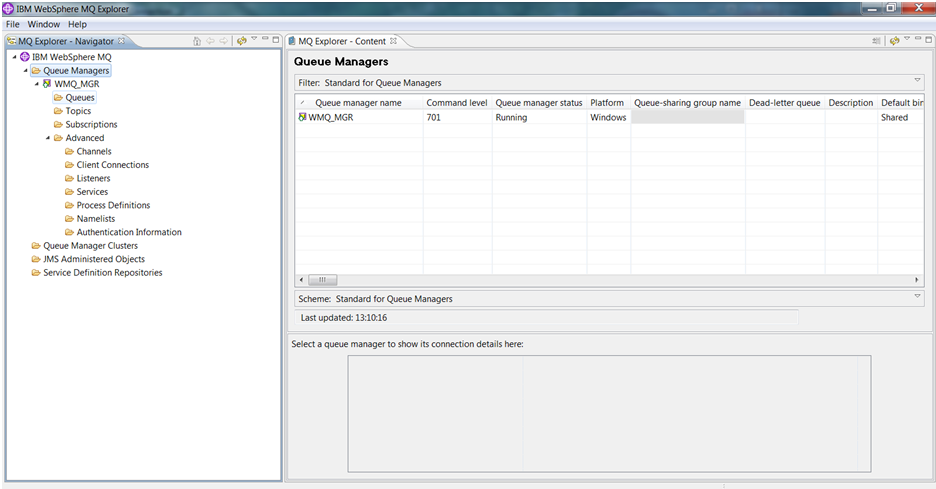 IBM WebSphere MQ Explorer
File Window Help
MQ Explorer - Navigator
IBM WebSphere MQ
Queue Managers
WMQ_MGR
Queues
Topics
Subscriptions
Advanced
Channels
Client Connections
Listeners
Services
Process Definitions
Namelists
Authentication Information
Queue Manager Clusters
JMS Administered Objects
Service Definition Repositories
MQ Explorer - Content
Queue Managers
Filter: Standard for Queue Managers
Queue manager name Command level Queue manager status Platform Queue-sharing group name Dead-letter queue Description Default bin
WMQ_MGR 701 Running Windows Shared
Scheme: Standard for Queue Managers
Last updated: 13:10:16
Select a queue manager to show its connection details here: